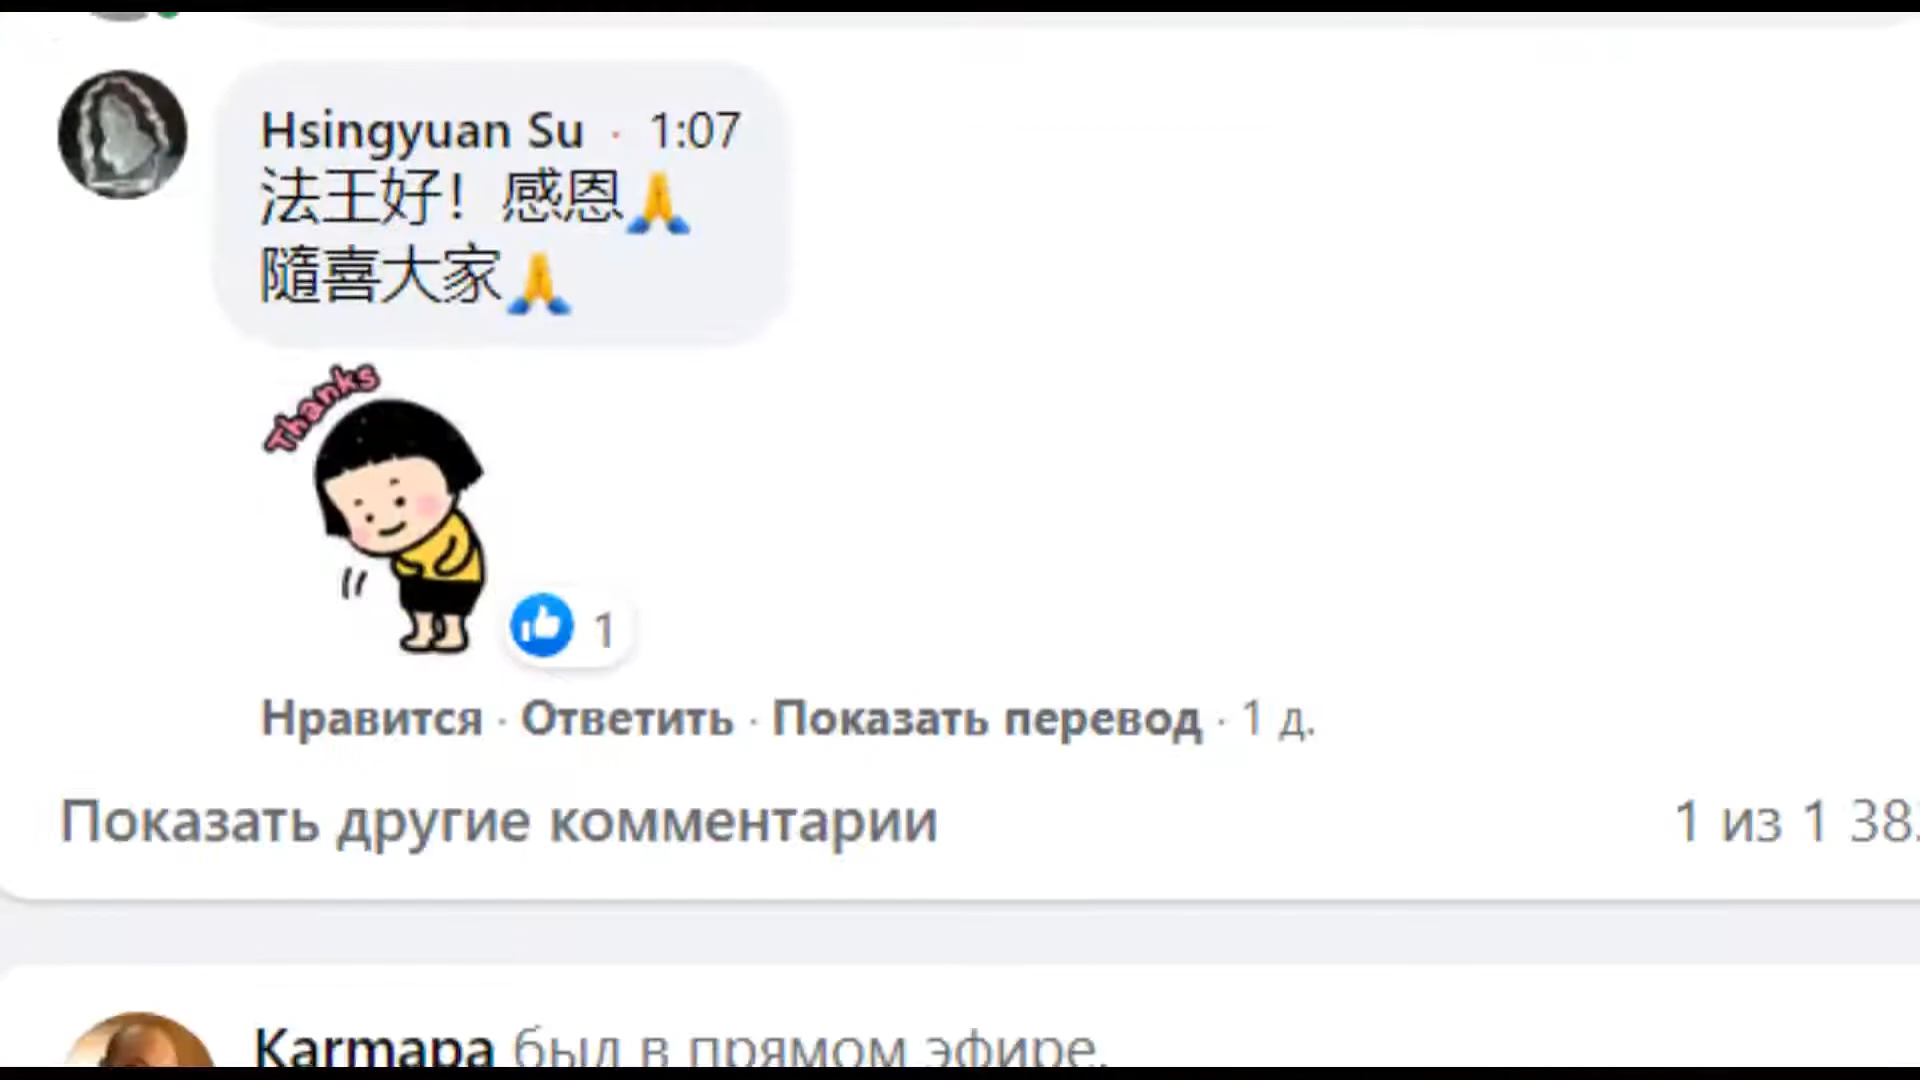 Hsingyuan Su · 1:07
法王好！感恩🙏
隨喜大家🙏
Thanks
1
Нравится · Ответить · Показать перевод · 1 д.
Показать другие комментарии
1 из 1 38
Karmapa был в прямом эфире.